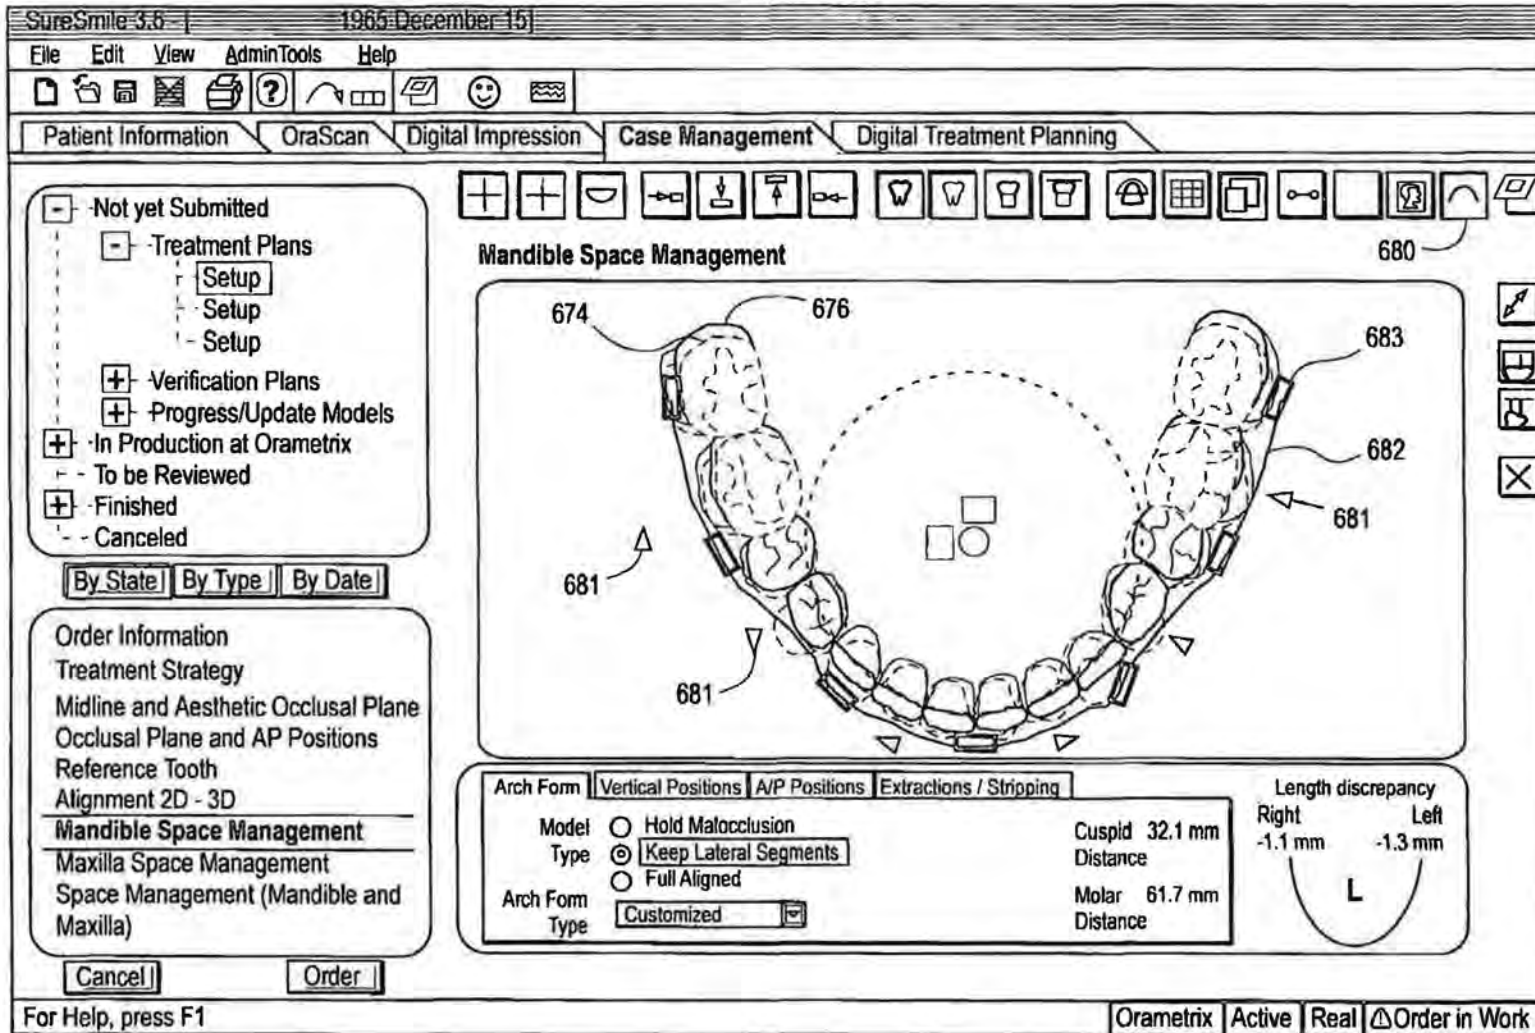 SureSmile 3.6 - [ 1965-December 15]
File Edit View AdminTools Help
?
Patient Information OraScan Digital Impression Case Management Digital Treatment Planning
- Not yet Submitted
- Treatment Plans
Setup
Setup
Setup
+ Verification Plans
+ Progress/Update Models
+ In Production at Orametrix
To be Reviewed
+ Finished
Canceled
By State By Type By Date
Order Information
Treatment Strategy
Midline and Aesthetic Occlusal Plane
Occlusal Plane and AP Positions
Reference Tooth
Alignment 2D - 3D
Mandible Space Management
Maxilla Space Management
Space Management (Mandible and
Maxilla)
Cancel Order
680
Mandible Space Management
674 676
683
682
681
681
681
Arch Form Vertical Positions A/P Positions Extractions / Stripping
Model Type
Hold Malocclusion
Keep Lateral Segments
Full Aligned
Arch Form Type
Customized
Cuspid Distance 32.1 mm
Molar Distance 61.7 mm
Length discrepancy
Right Left
-1.1 mm -1.3 mm
L
For Help, press F1 Orametrix Active Real Order in Work